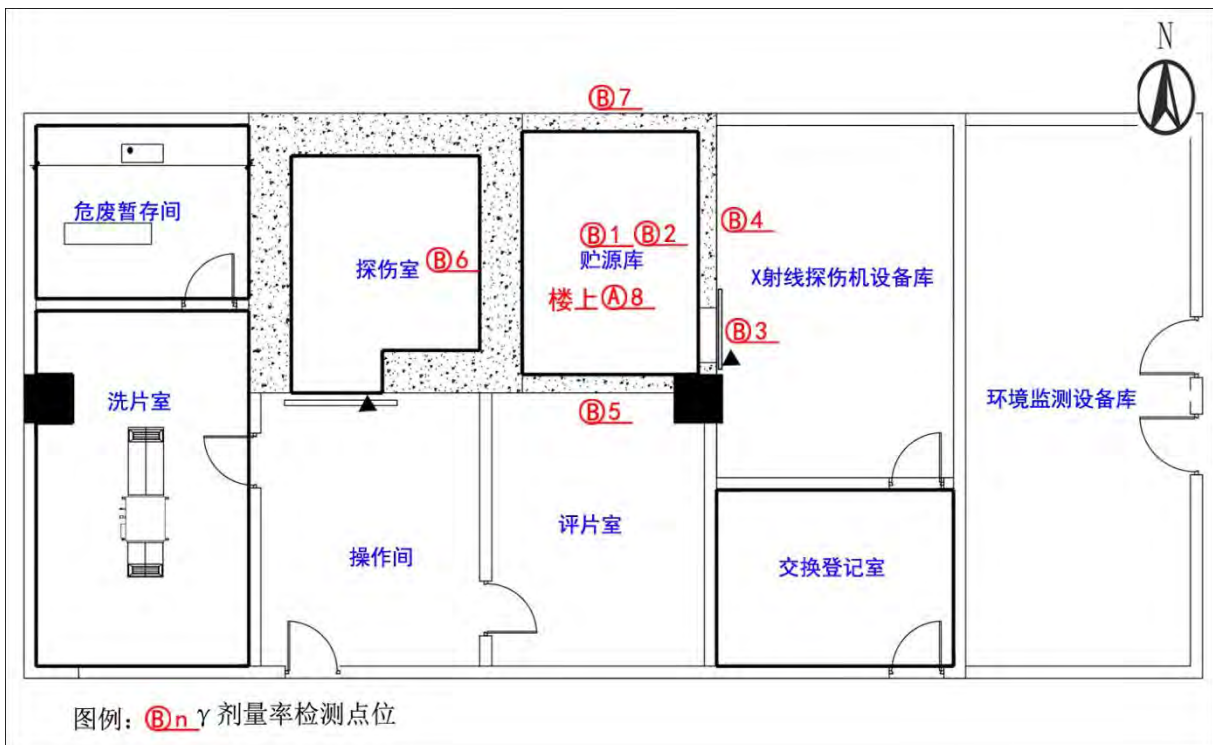 N
Ⓑ7
危废暂存间
Ⓑ4
Ⓑ1 Ⓑ2
探伤室 Ⓑ6
贮源库
X射线探伤机设备库
楼上Ⓐ8
Ⓑ3
洗片室
Ⓑ5
环境监测设备库
评片室
操作间
交换登记室
图例：Ⓑn γ剂量率检测点位